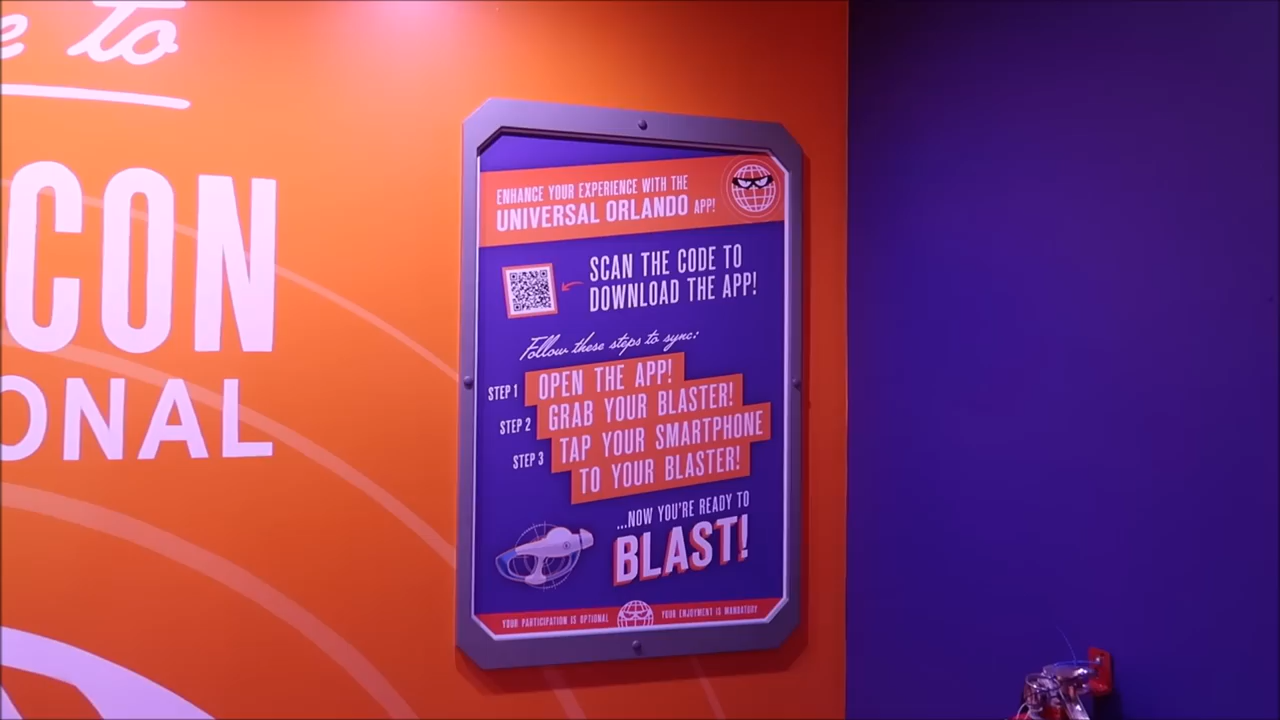 e to
CON
ONAL
ENHANCE YOUR EXPERIENCE WITH THE
UNIVERSAL ORLANDO APP!
SCAN THE CODE TO
DOWNLOAD THE APP!
Follow these steps to sync:
STEP 1 OPEN THE APP!
STEP 2 GRAB YOUR BLASTER!
STEP 3 TAP YOUR SMARTPHONE
TO YOUR BLASTER!
...NOW YOU'RE READY TO
BLAST!
YOUR PARTICIPATION IS OPTIONAL YOUR ENJOYMENT IS MANDATORY